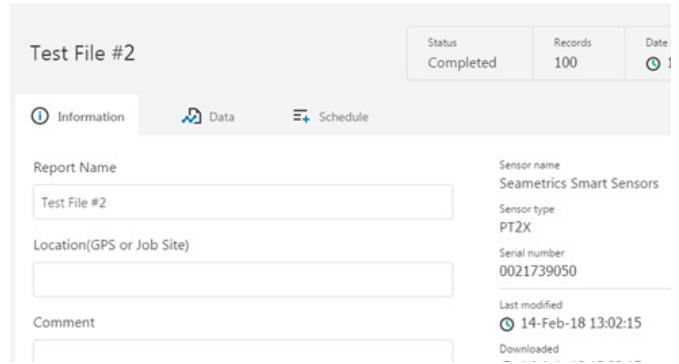 Test File #2
Status
Completed
Records
100
Date
Information
Data
Schedule
Report Name
Test File #2
Location(GPS or Job Site)
Comment
Sensor name
Seametrics Smart Sensors
Sensor type
PT2X
Serial number
0021739050
Last modified
14-Feb-18 13:02:15
Downloaded